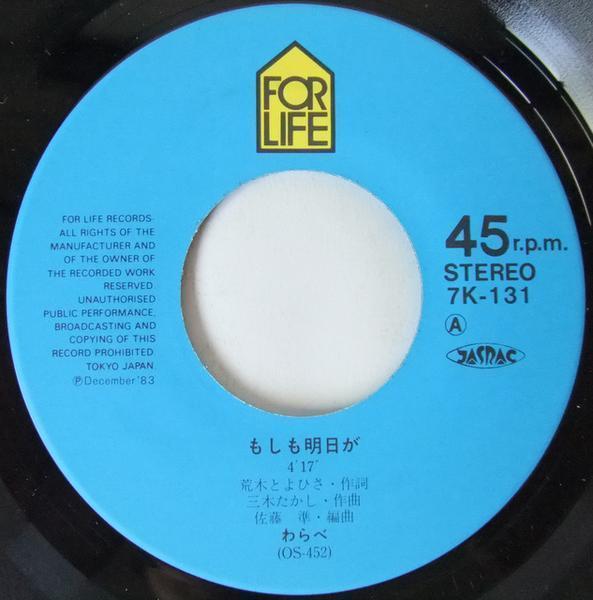 FOR
LIFE
FOR LIFE RECORDS-
ALL RIGHTS OF THE
MANUFACTURER AND
OF THE OWNER OF
THE RECORDED WORK
RESERVED.
UNAUTHORISED
PUBLIC PERFORMANCE,
BROADCASTING AND
COPYING OF THIS
RECORD PROHIBITED.
TOKYO JAPAN.
ⓅDecember '83
45 r.p.m.
STEREO
7K-131
Ⓐ
JASRAC
もしも明日が
4'17"
荒木とよひさ・作詞
三木たかし・作曲
佐藤 準・編曲
わらべ
(OS-452)